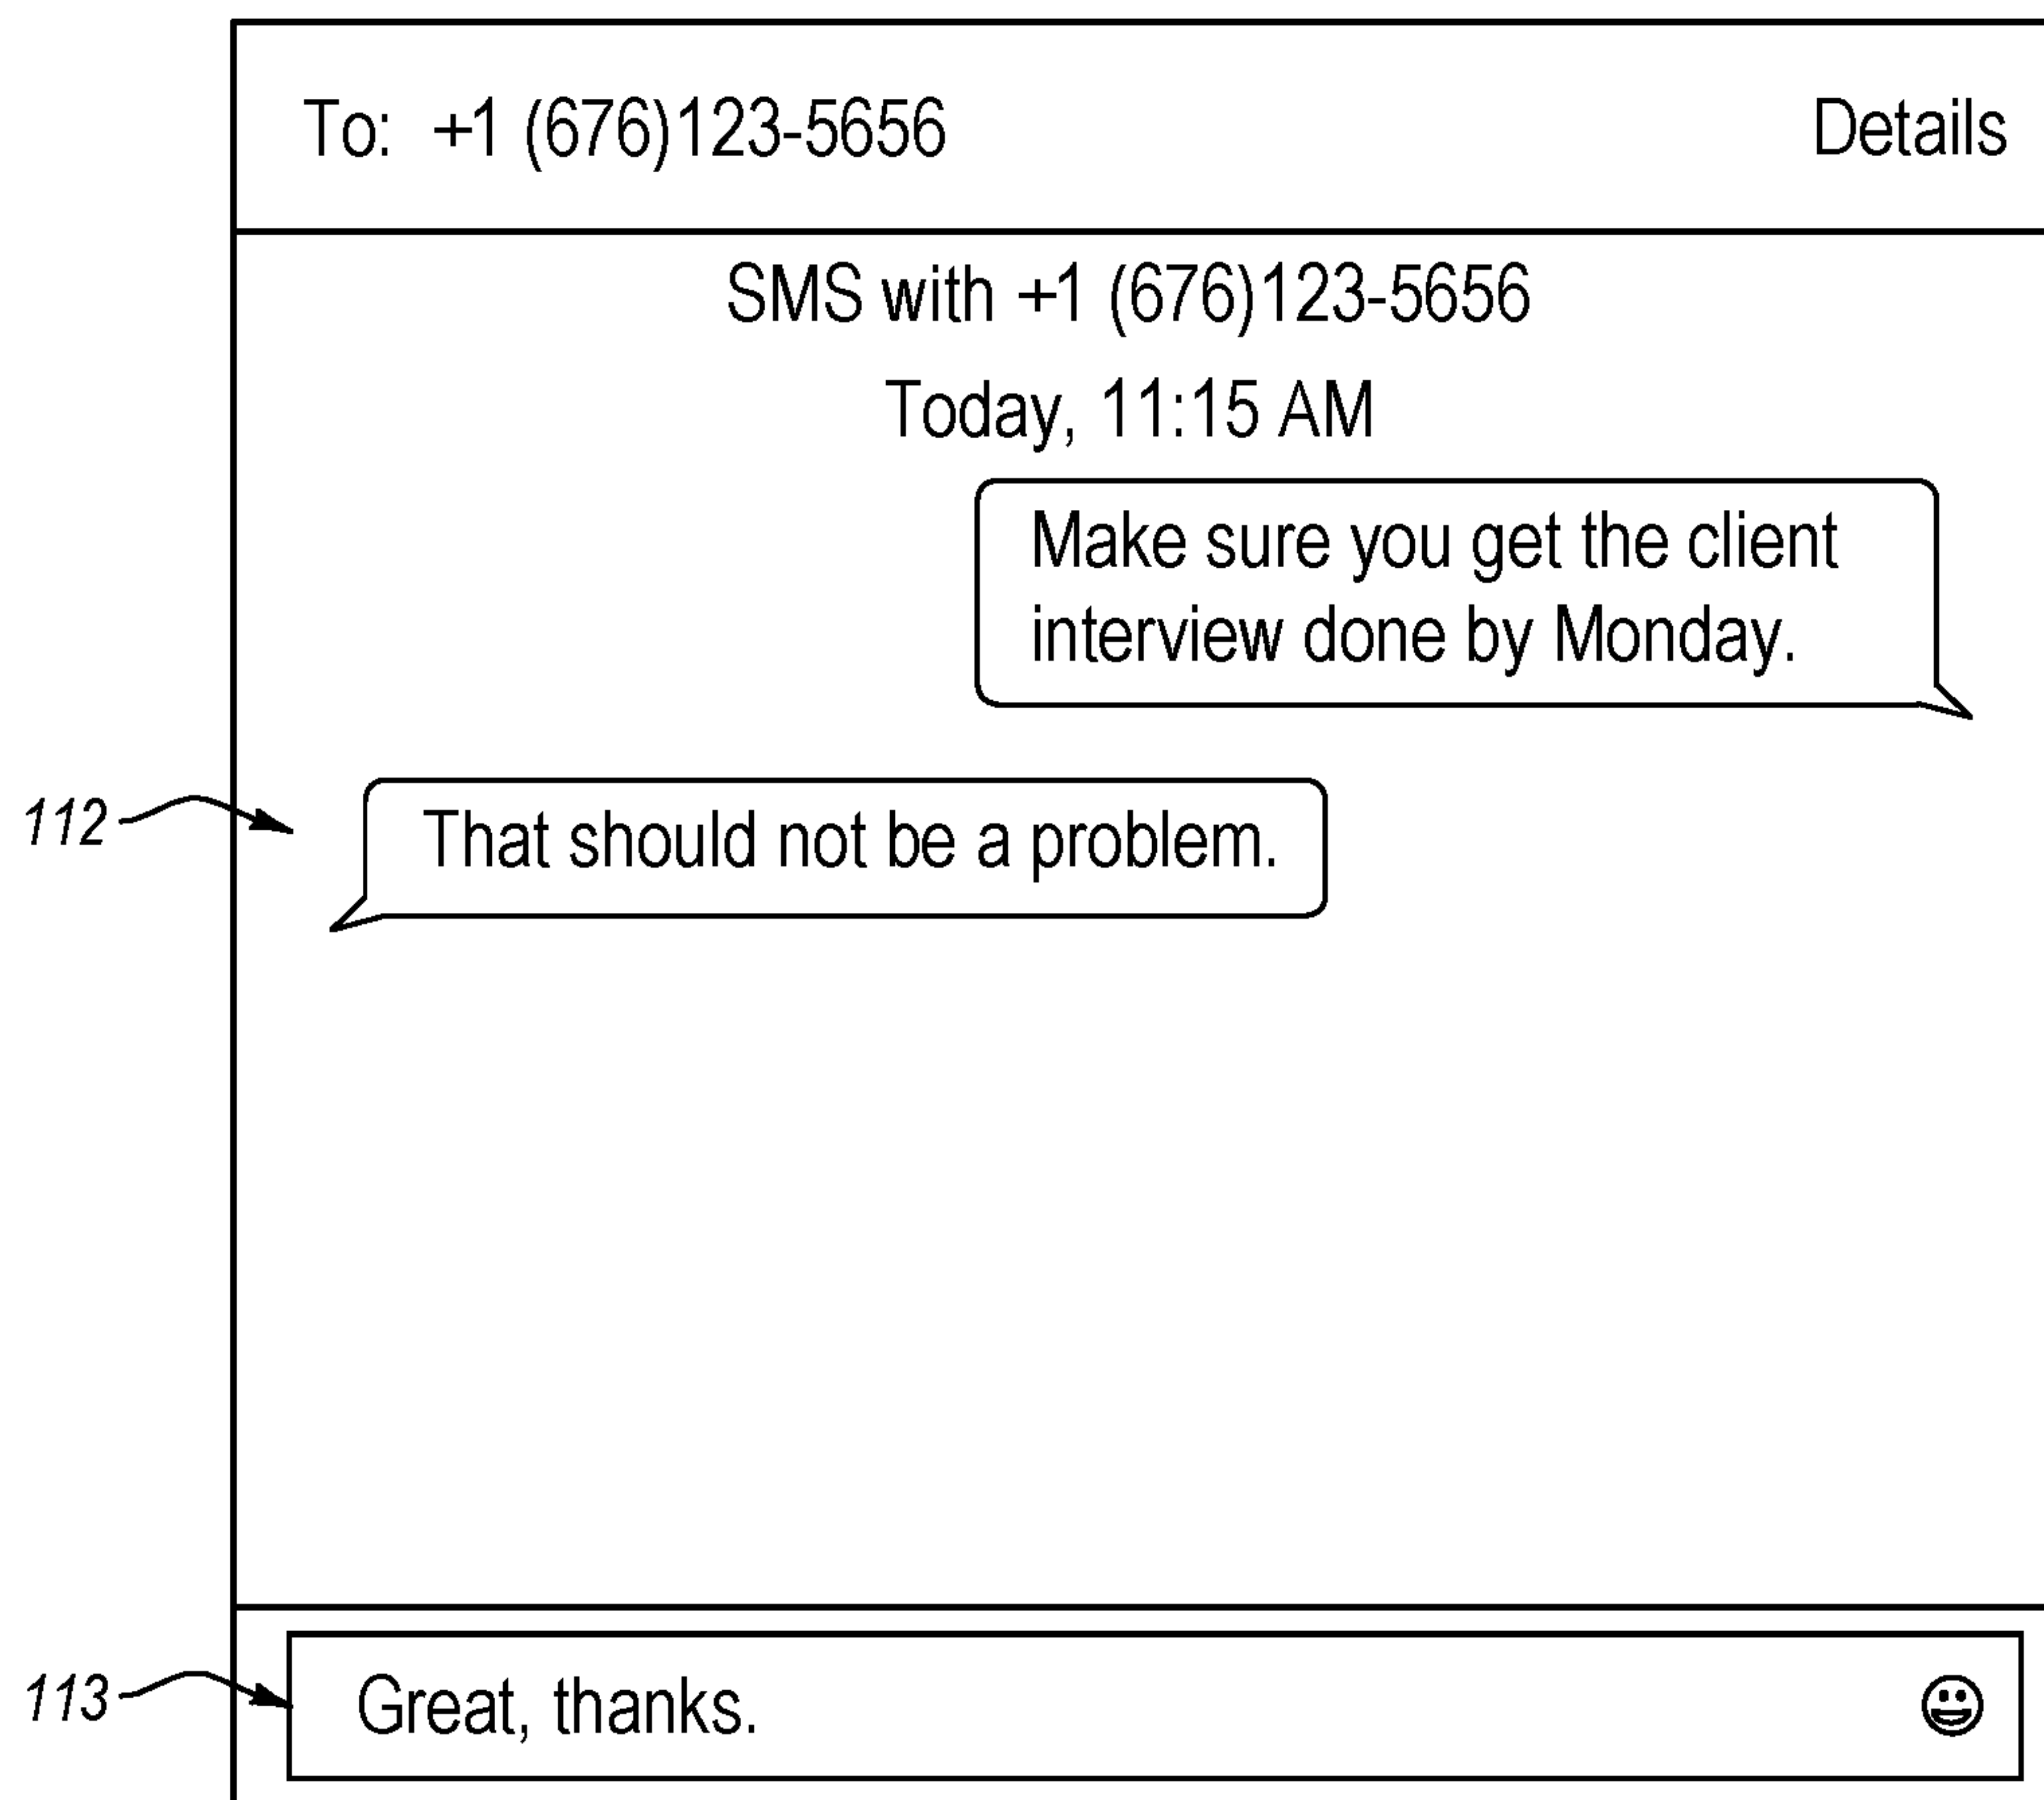 To: +1 (676)123-5656 Details
SMS with +1 (676)123-5656
Today, 11:15 AM
Make sure you get the client
interview done by Monday.
112
That should not be a problem.
113
Great, thanks.